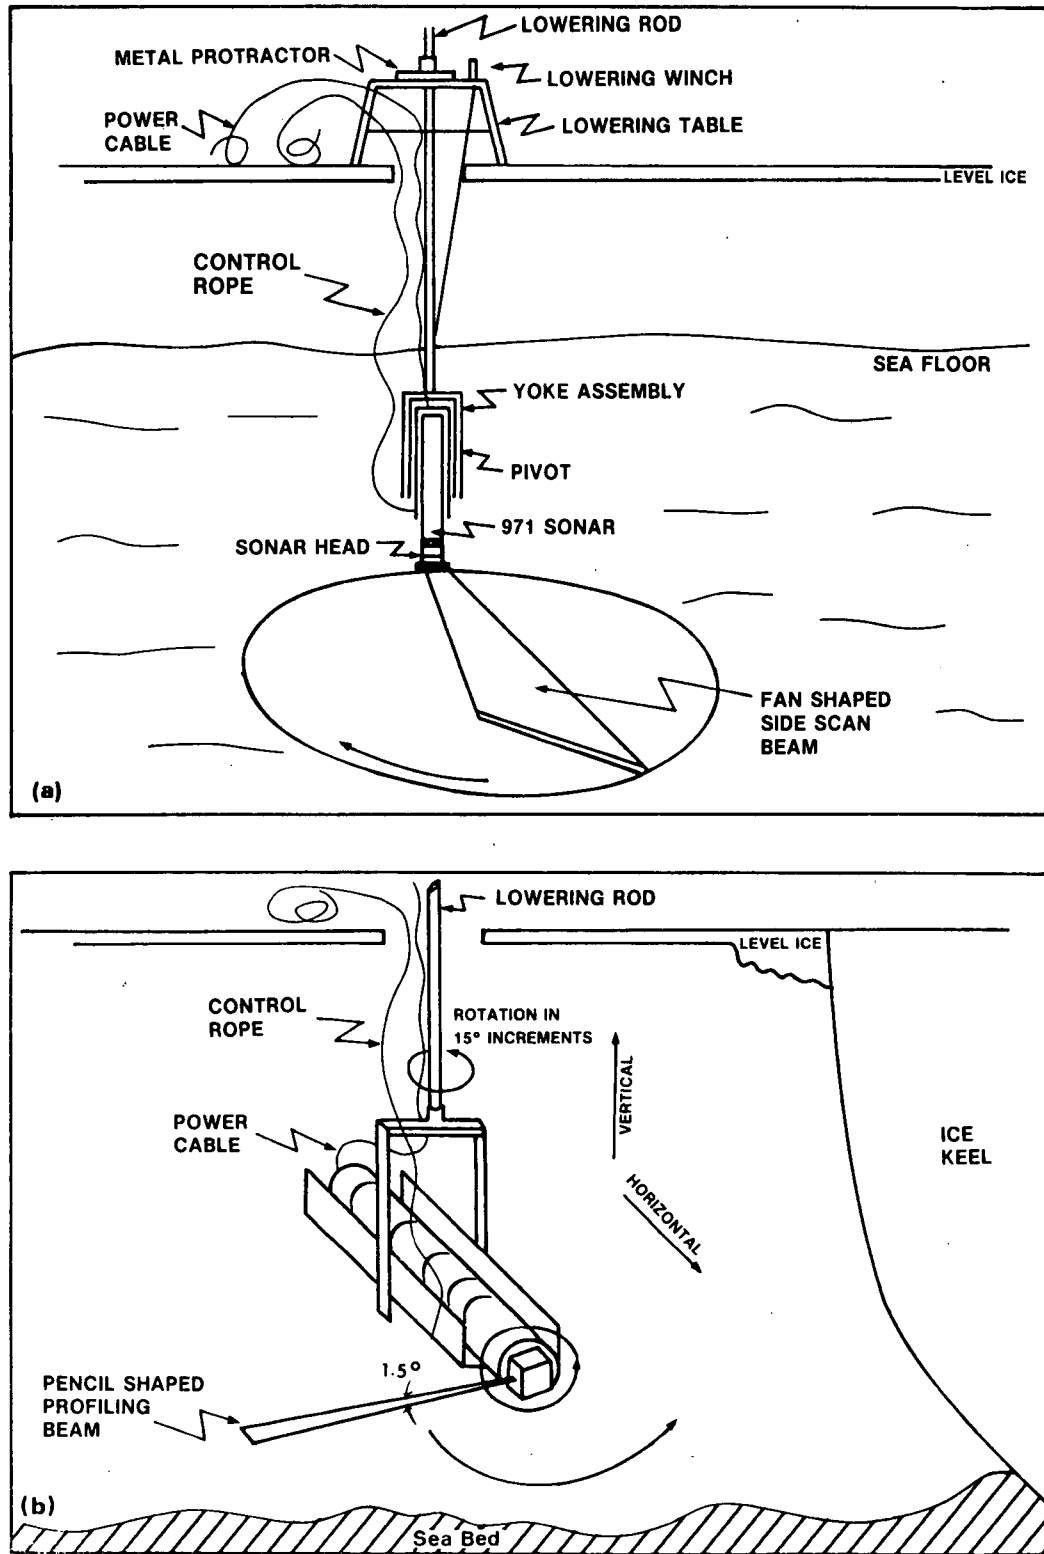 LOWERING ROD
METAL PROTRACTOR
LOWERING WINCH
POWER
CABLE
LOWERING TABLE
LEVEL ICE
CONTROL
ROPE
SEA FLOOR
YOKE ASSEMBLY
PIVOT
971 SONAR
SONAR HEAD
FAN SHAPED
SIDE SCAN
BEAM
(a)
LOWERING ROD
LEVEL ICE
CONTROL
ROPE
ROTATION IN
15° INCREMENTS
VERTICAL
POWER
CABLE
ICE
KEEL
HORIZONTAL
1.5°
PENCIL SHAPED
PROFILING
BEAM
(b)
Sea Bed